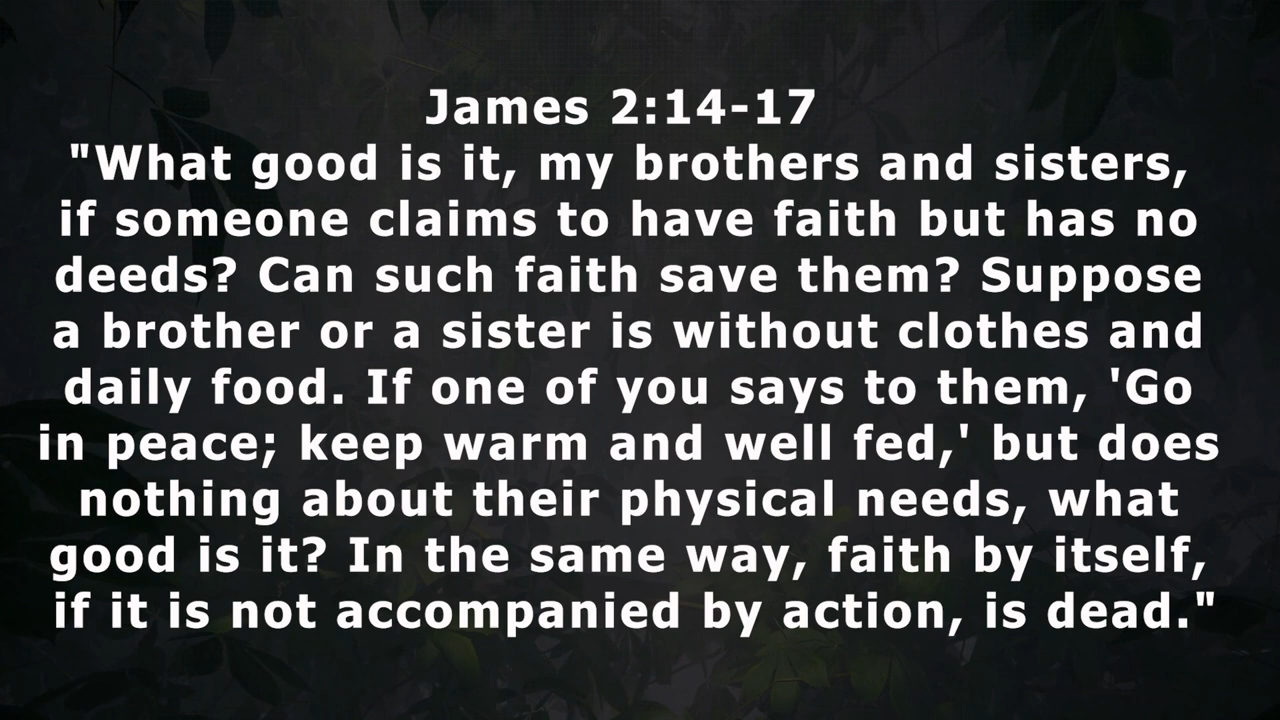 James 2:14-17
"What good is it, my brothers and sisters,
if someone claims to have faith but has no
deeds? Can such faith save them? Suppose
a brother or a sister is without clothes and
daily food. If one of you says to them, 'Go
in peace; keep warm and well fed,' but does
nothing about their physical needs, what
good is it? In the same way, faith by itself,
if it is not accompanied by action, is dead."